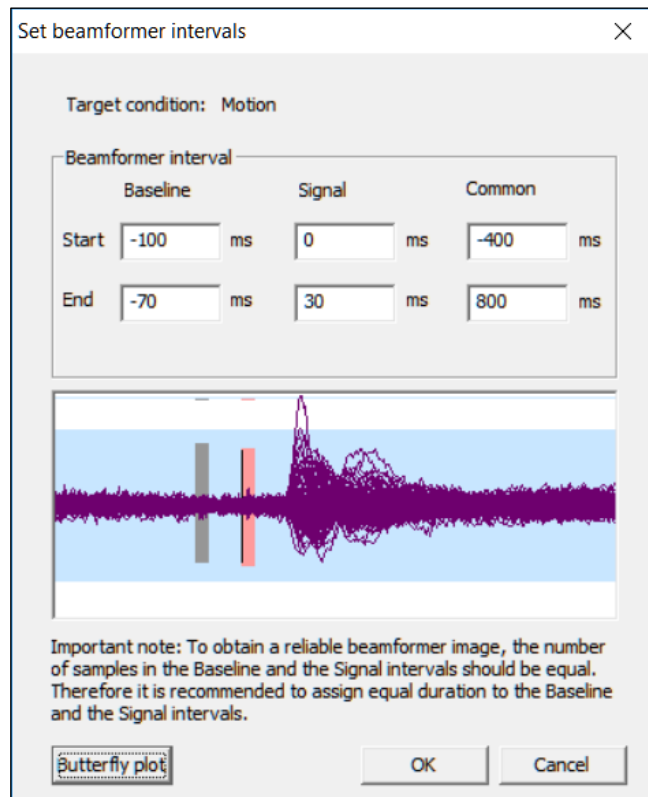 Set beamformer intervals
Target condition: Motion
Beamformer interval
Baseline Signal Common
Start -100 ms 0 ms -400 ms
End -70 ms 30 ms 800 ms
Important note: To obtain a reliable beamformer image, the number
of samples in the Baseline and the Signal intervals should be equal.
Therefore it is recommended to assign equal duration to the Baseline
and the Signal intervals.
Butterfly plot OK Cancel